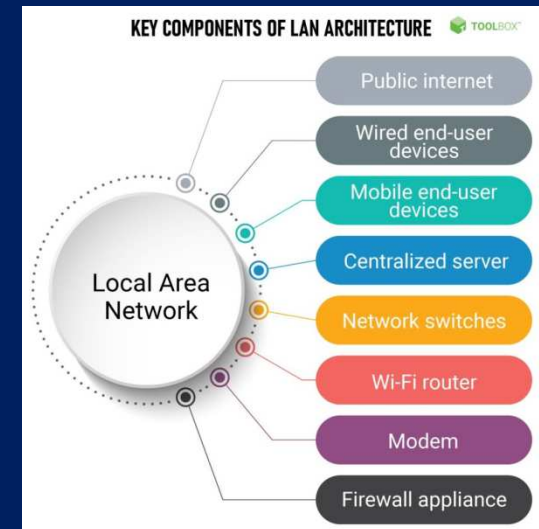 KEY COMPONENTS OF LAN ARCHITECTURE
TOOLBOX™
Public internet
Wired end-user
devices
Mobile end-user
devices
Centralized server
Local Area
Network
Network switches
Wi-Fi router
Modem
Firewall appliance